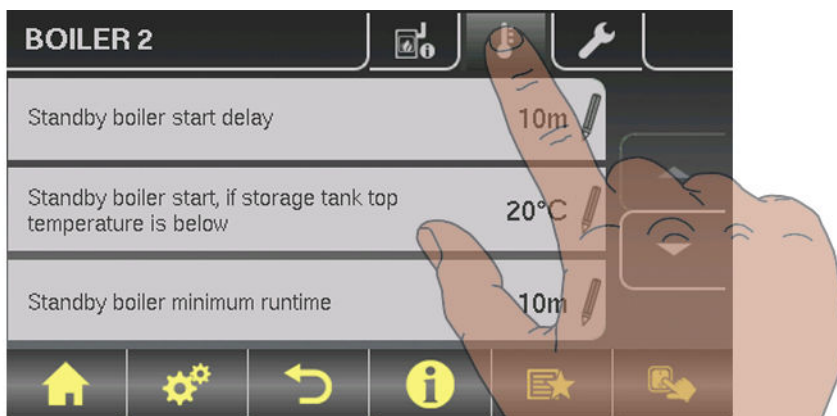 BOILER 2
Standby boiler start delay
10m
Standby boiler start, if storage tank top
temperature is below
20°C
Standby boiler minimum runtime
10m